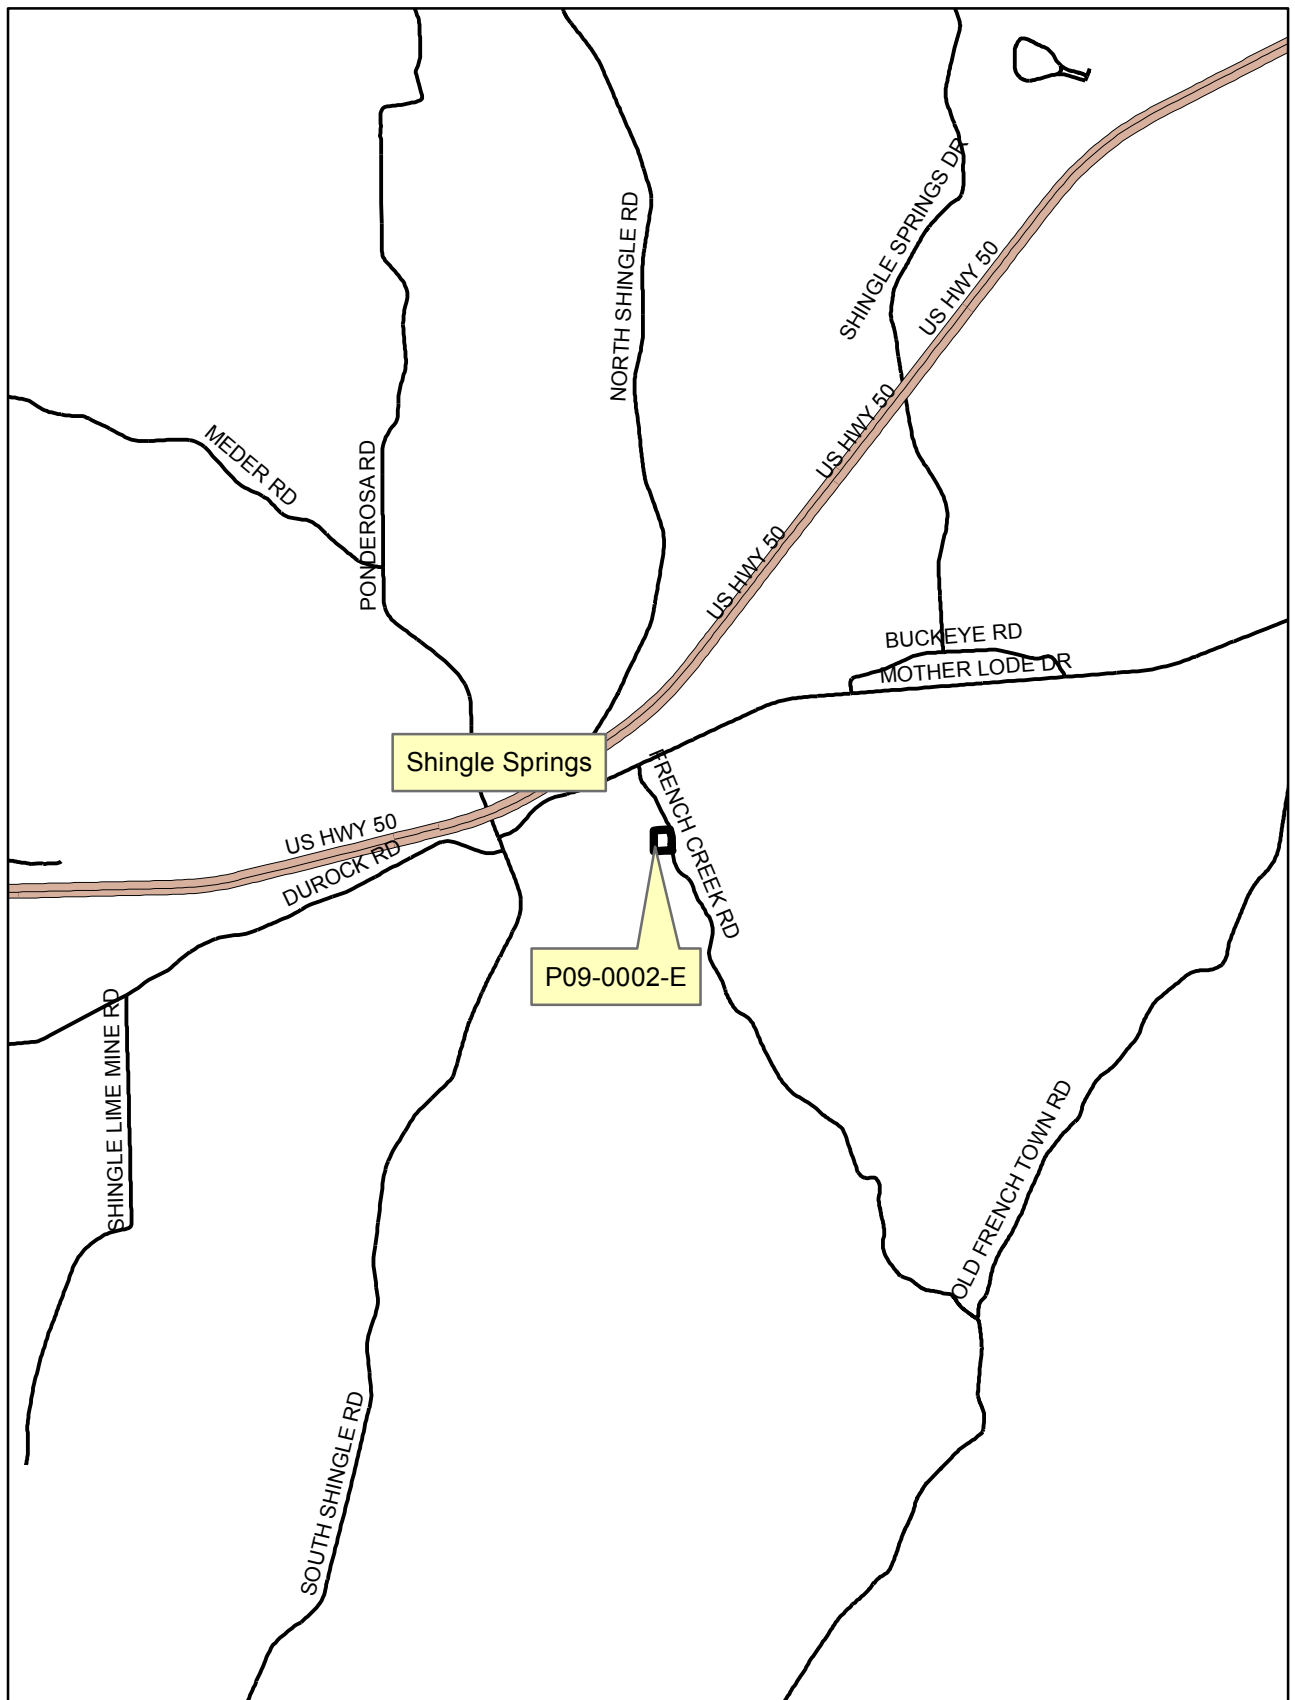 SHINGLE SPRINGS DR
NORTH SHINGLE RD
US HWY 50
US HWY 50
MEDER RD
PONDEROSA RD
US HWY 50
BUCKEYE RD
MOTHER LODE DR
Shingle Springs
FRENCH CREEK RD
US HWY 50
DUROCK RD
P09-0002-E
SHINGLE LIME MINE RD
OLD FRENCH TOWN RD
SOUTH SHINGLE RD